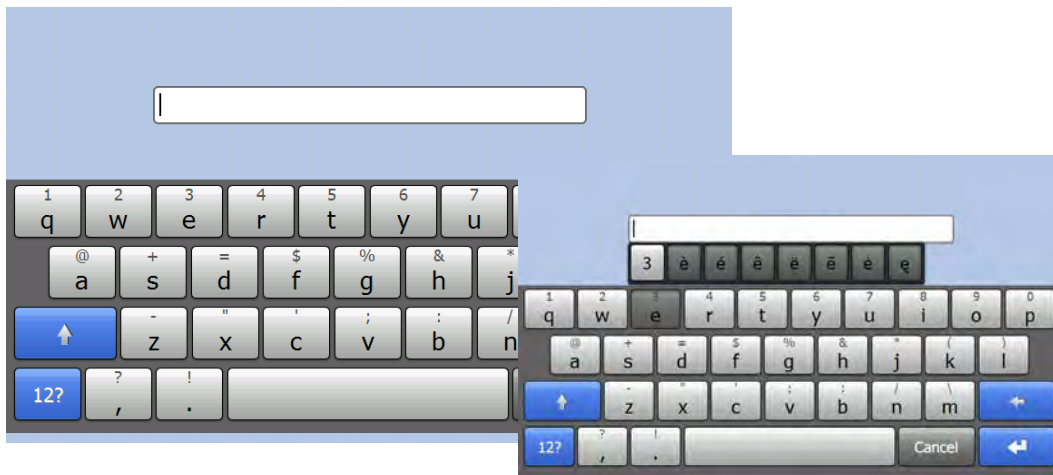 1 2 3 4 5 6 7
q w e r t y u
@ + = $ % & *
a s d f g h j
- " ' ; : /
z x c v b n
12? ? !
, .
3 è é ê ë ē ė ę
1 2 3 4 5 6 7 8 9 0
q w e r t y u i o p
@ + = $ % & * ( )
a s d f g h j k l
- " ' ; : / \
z x c v b n m
12? ? ! Cancel
, .